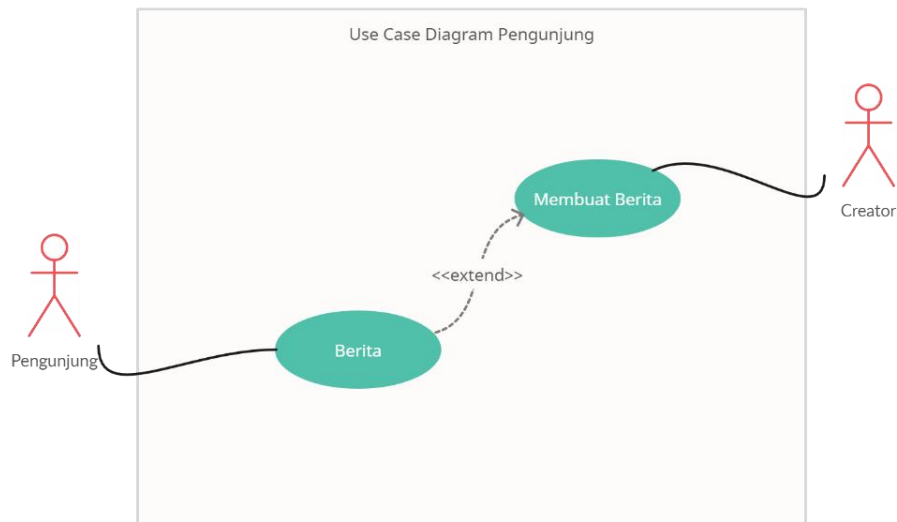 Use Case Diagram Pengunjung
Membuat Berita
Creator
<<extend>>
Berita
Pengunjung